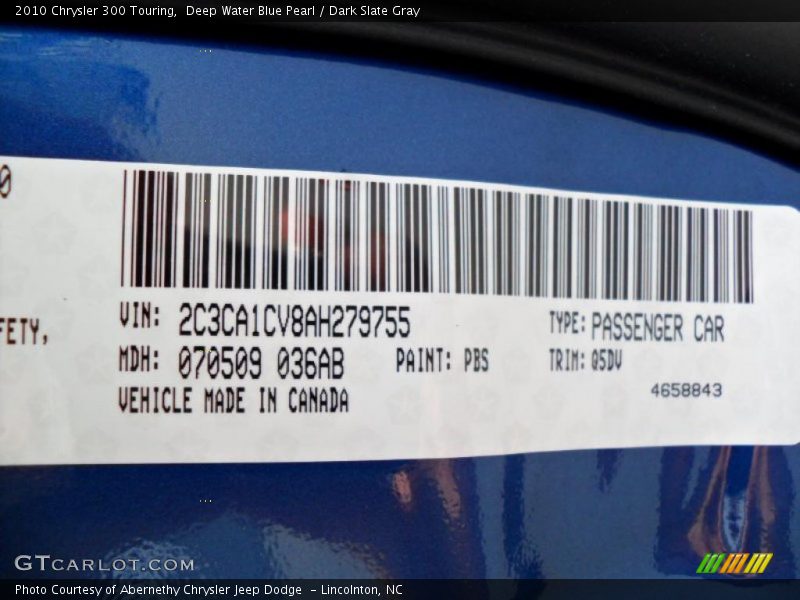 2010 Chrysler 300 Touring, Deep Water Blue Pearl / Dark Slate Gray
0
FETY,
VIN: 2C3CA1CV8AH279755
TYPE: PASSENGER CAR
MDH: 070509 036AB
PAINT: PBS
TRIM: Q5DV
VEHICLE MADE IN CANADA
4658843
GTCARLOT.COM
Photo Courtesy of Abernethy Chrysler Jeep Dodge - Lincolnton, NC